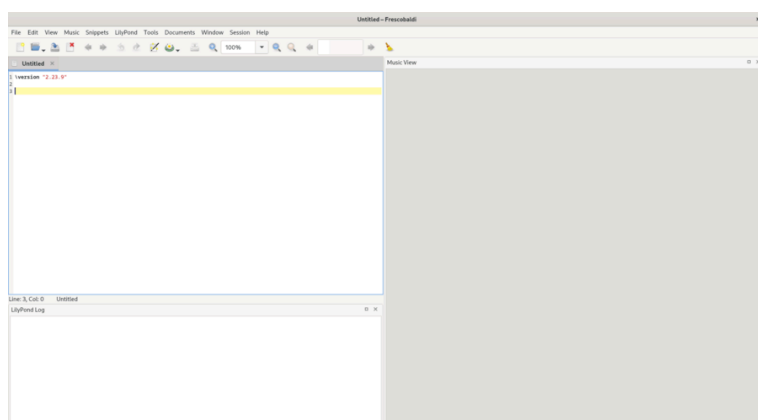 Untitled – Frescobaldi
File Edit View Music Snippets LilyPond Tools Documents Window Session Help
100%
Untitled
Music View
1 \version "2.23.9"
2
3
Line: 3, Col: 0 Untitled
LilyPond Log